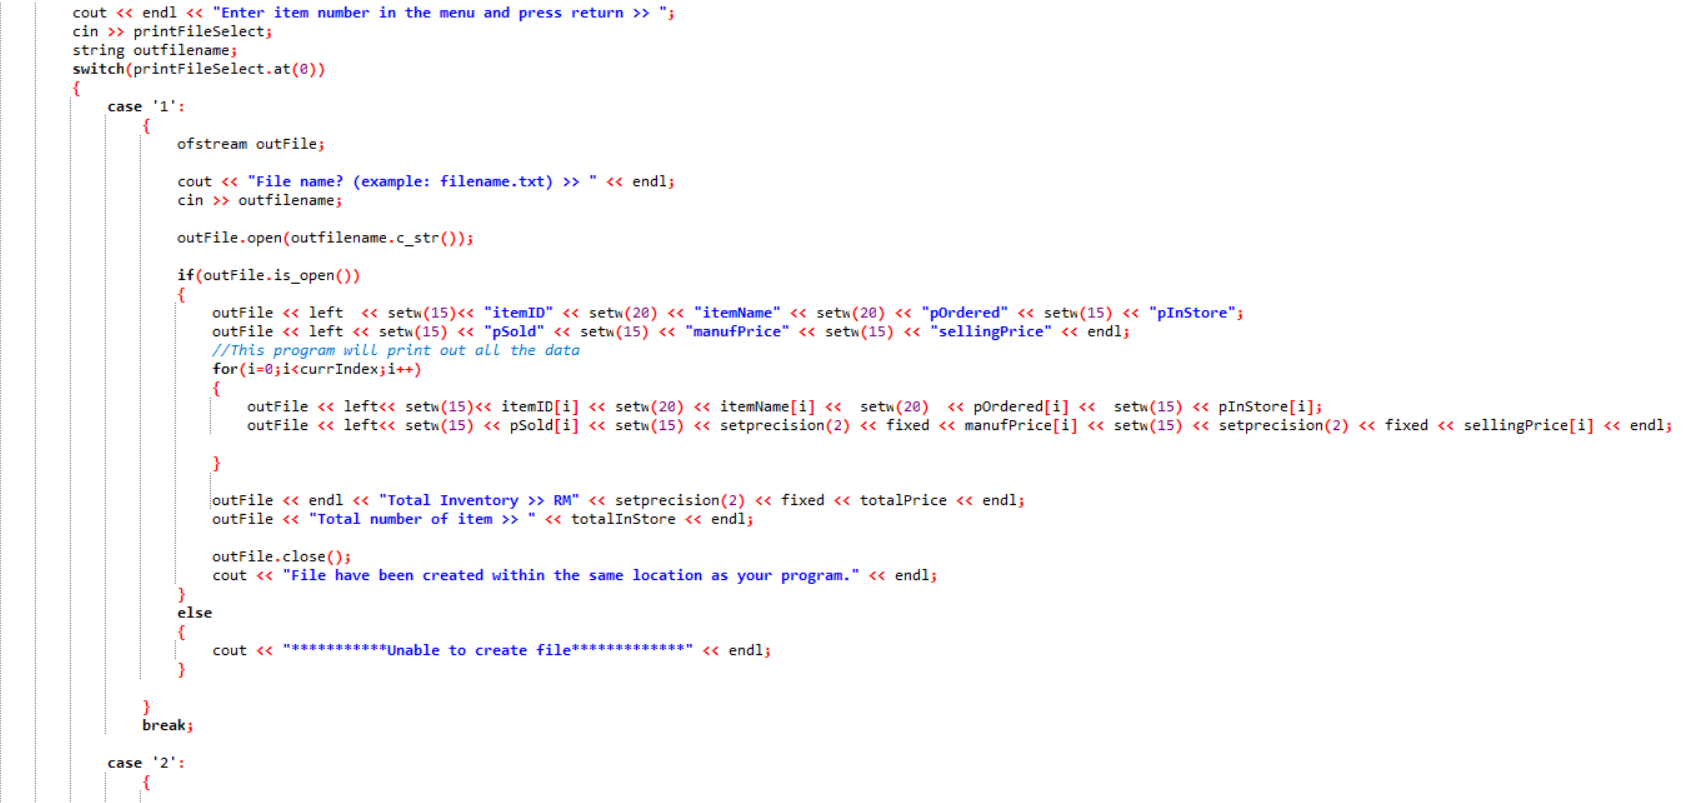 cout << endl << "Enter item number in the menu and press return >> ";
cin >> printFileSelect;
string outfilename;
switch(printFileSelect.at(0))
{
case '1':
{
ofstream outFile;
cout << "File name? (example: filename.txt) >> " << endl;
cin >> outfilename;
outFile.open(outfilename.c_str());
if(outFile.is_open())
{
outFile << left  << setw(15)<< "itemID" << setw(20) << "itemName" << setw(20) << "pOrdered" << setw(15) << "pInStore";
outFile << left << setw(15) << "pSold" << setw(15) << "manufPrice" << setw(15) << "sellingPrice" << endl;
//This program will print out all the data
for(i=0;i<currIndex;i++)
{
outFile << left<< setw(15)<< itemID[i] << setw(20) << itemName[i] <<  setw(20)  << pOrdered[i] <<  setw(15) << pInStore[i];
outFile << left<< setw(15) << pSold[i] << setw(15) << setprecision(2) << fixed << manufPrice[i] << setw(15) << setprecision(2) << fixed << sellingPrice[i] << endl;
}
outFile << endl << "Total Inventory >> RM" << setprecision(2) << fixed << totalPrice << endl;
outFile << "Total number of item >> " << totalInStore << endl;
outFile.close();
cout << "File have been created within the same location as your program." << endl;
}
else
{
cout << "***********Unable to create file*************" << endl;
}
}
break;
case '2':
{